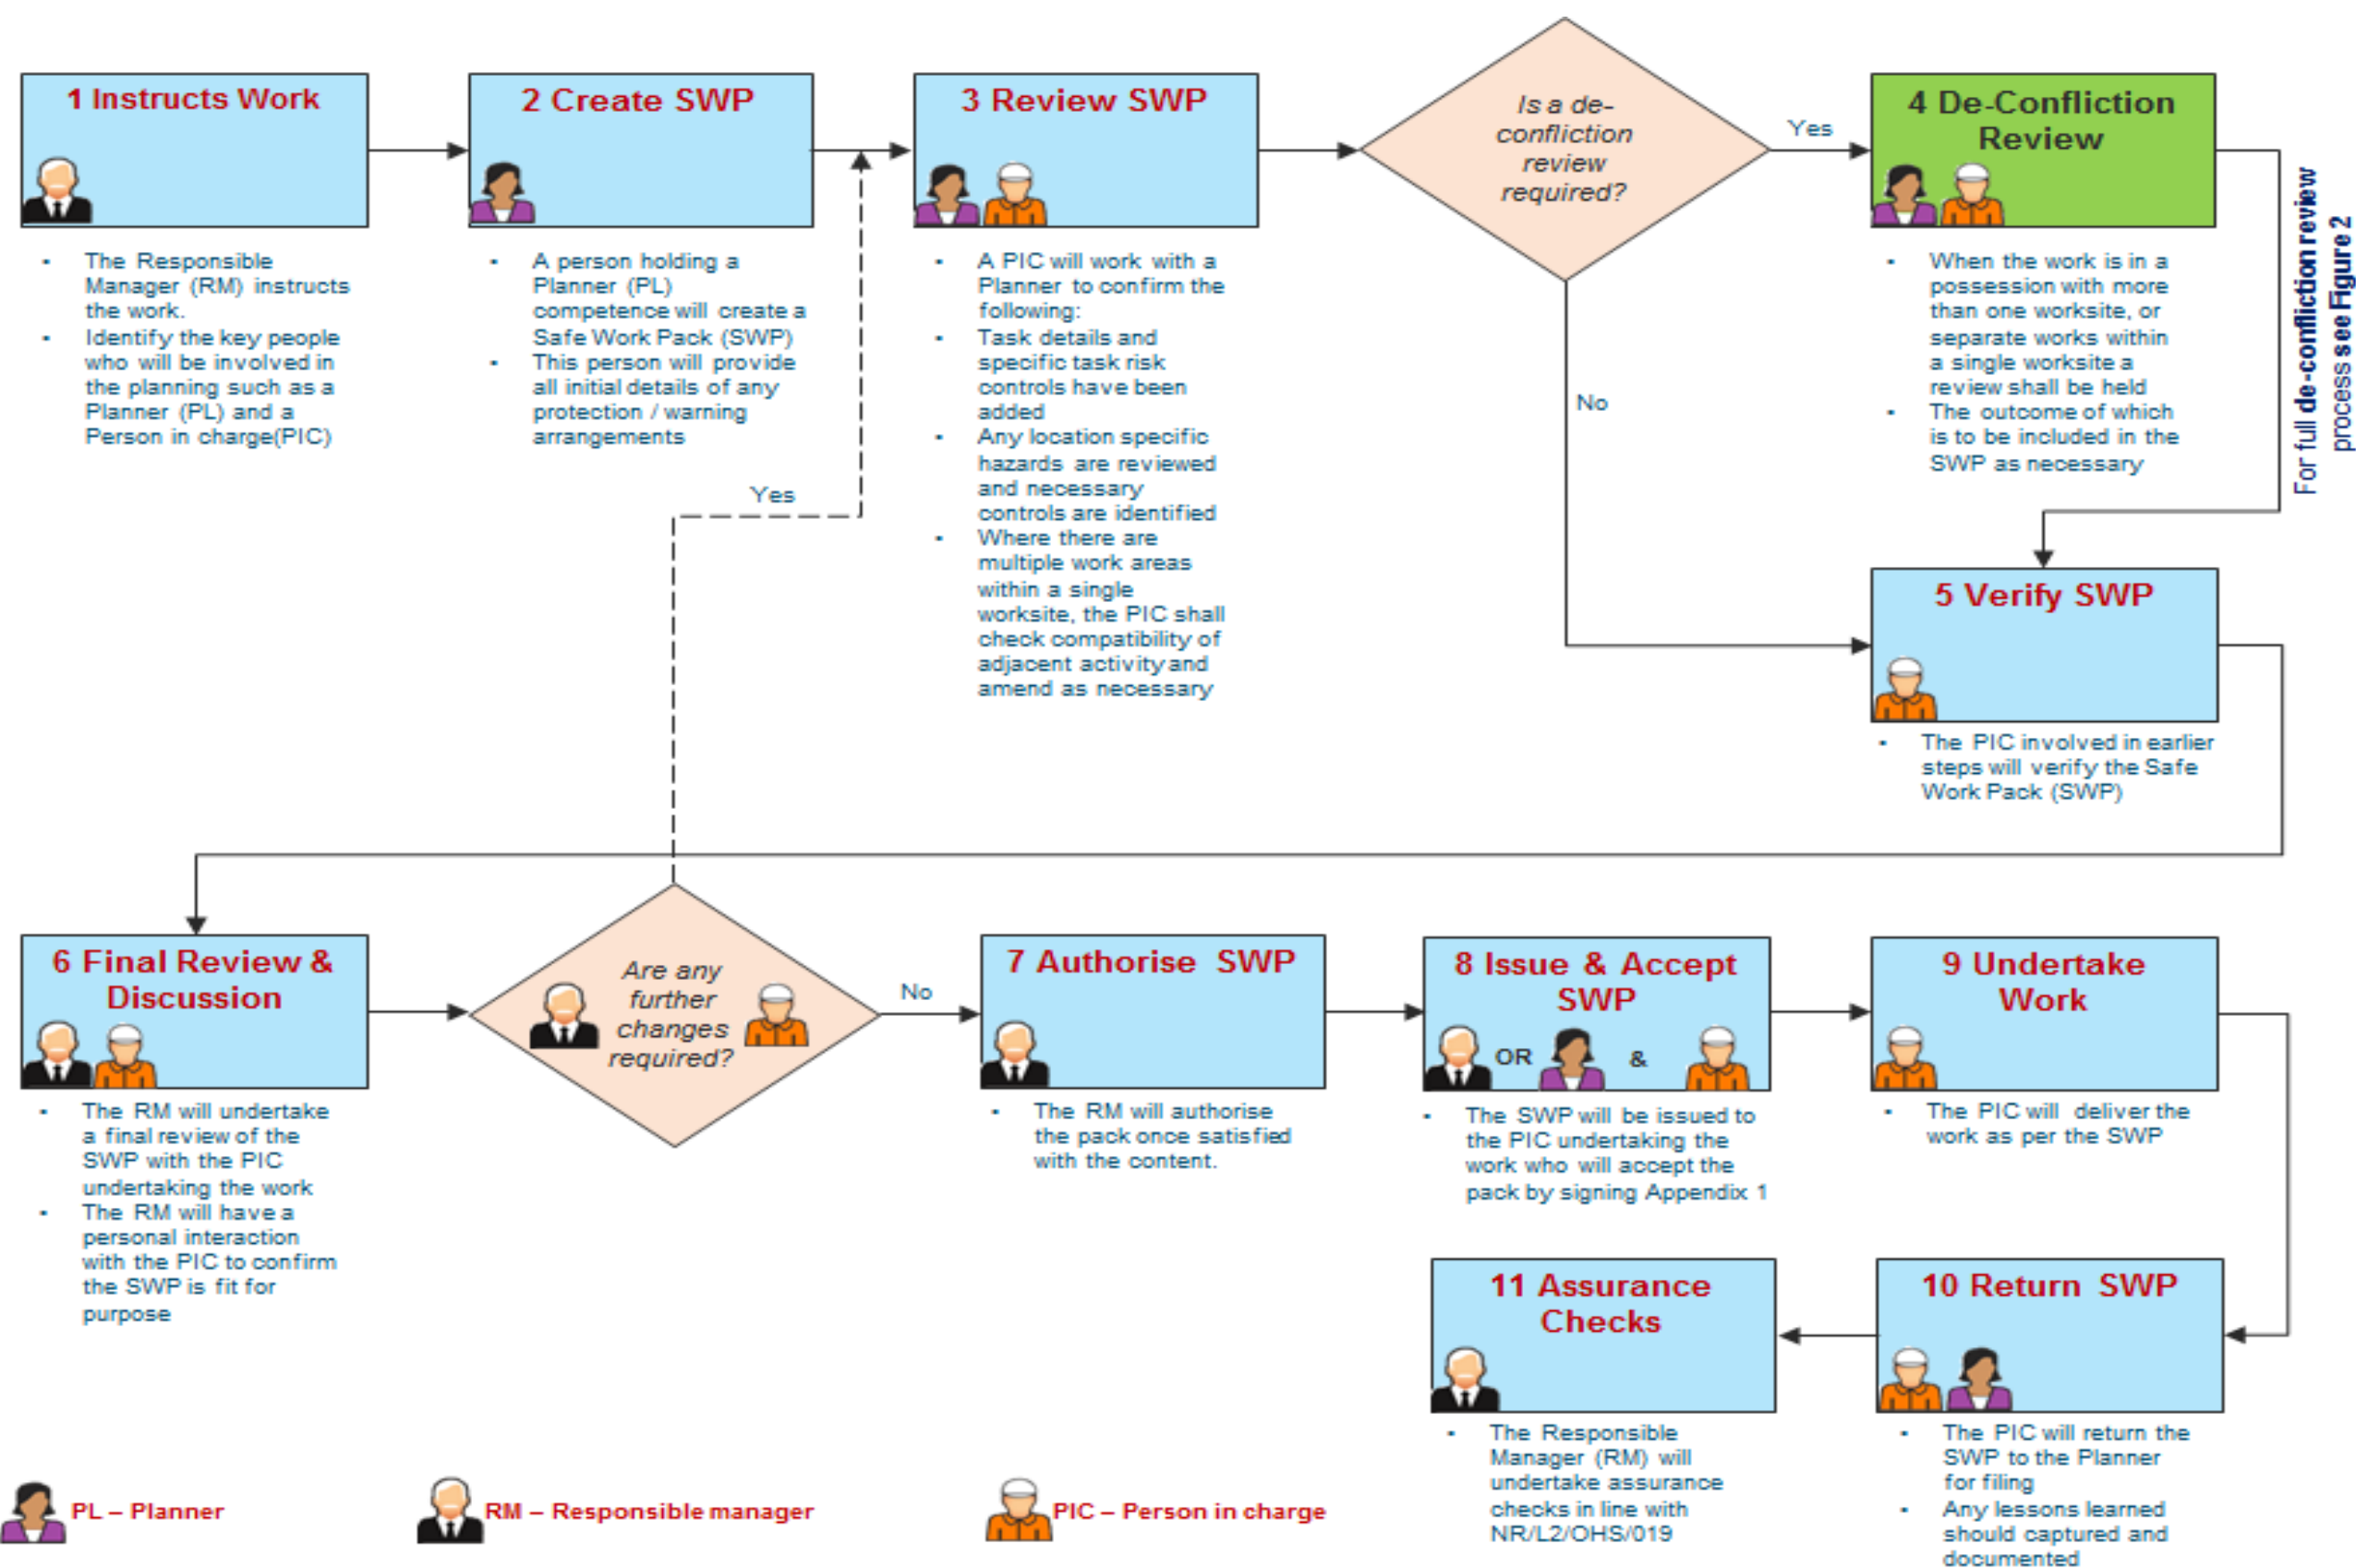 1 Instructs Work
▪ The Responsible
Manager (RM) instructs
the work.
▪ Identify the key people
who will be involved in
the planning such as a
Planner (PL) and a
Person in charge(PIC)
2 Create SWP
▪ A person holding a
Planner (PL)
competence will create a
Safe Work Pack (SWP)
▪ This person will provide
all initial details of any
protection / warning
arrangements
3 Review SWP
▪ A PIC will work with a
Planner to confirm the
following:
▪ Task details and
specific task risk
controls have been
added
▪ Any location specific
hazards are reviewed
and necessary
controls are identified
▪ Where there are
multiple work areas
within a single
worksite, the PIC shall
check compatibility of
adjacent activity and
amend as necessary
Is a de-
confliction
review
required?
Yes
No
4 De-Confliction
Review
▪ When the work is in a
possession with more
than one worksite, or
separate works within
a single worksite a
review shall be held
▪ The outcome of which
is to be included in the
SWP as necessary
For full de-confliction review
process see Figure 2
5 Verify SWP
▪ The PIC involved in earlier
steps will verify the Safe
Work Pack (SWP)
Yes
6 Final Review &
Discussion
▪ The RM will undertake
a final review of the
SWP with the PIC
undertaking the work
▪ The RM will have a
personal interaction
with the PIC to confirm
the SWP is fit for
purpose
Are any
further
changes
required?
No
7 Authorise SWP
▪ The RM will authorise
the pack once satisfied
with the content.
8 Issue & Accept
SWP
OR &
▪ The SWP will be issued to
the PIC undertaking the
work who will accept the
pack by signing Appendix 1
9 Undertake
Work
▪ The PIC will deliver the
work as per the SWP
10 Return SWP
▪ The PIC will return the
SWP to the Planner
for filing
▪ Any lessons learned
should captured and
documented
11 Assurance
Checks
▪ The Responsible
Manager (RM) will
undertake assurance
checks in line with
NR/L2/OHS/019
PL – Planner
RM – Responsible manager
PIC – Person in charge